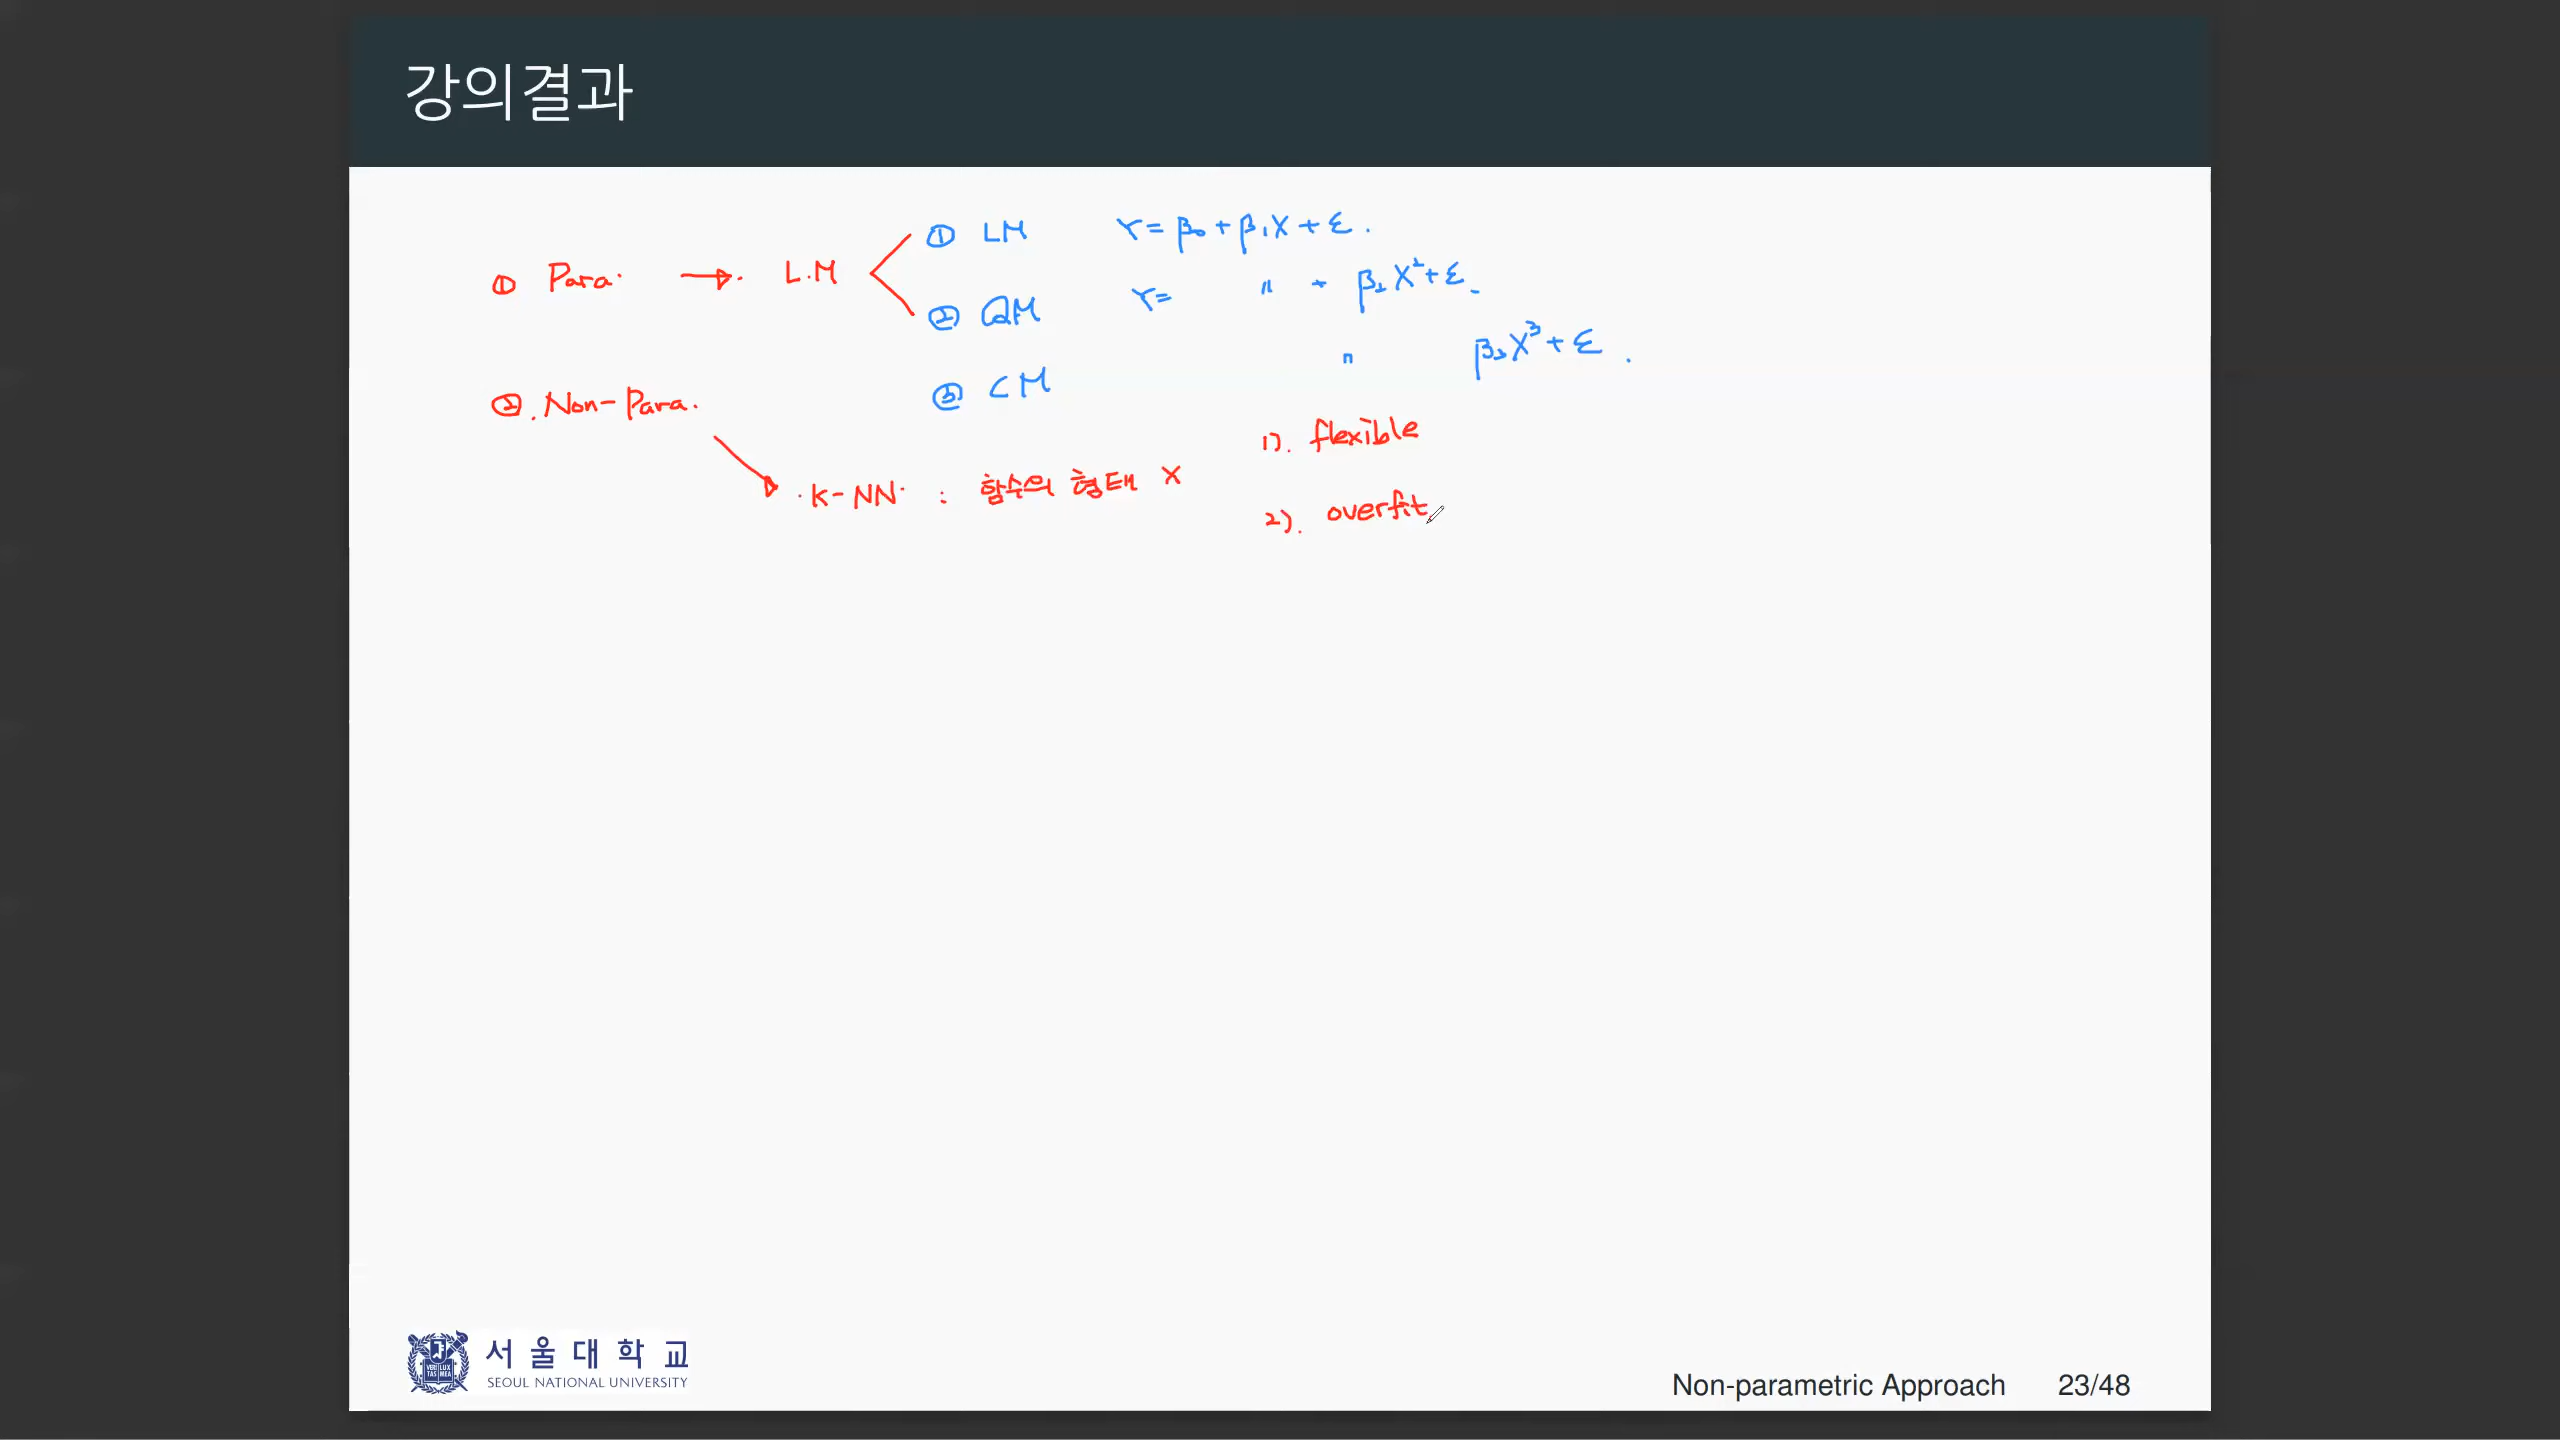 강의결과
① LM Y = β₀ + β₁X + ε.
① Para. → L.M
② QM Y = " + β₂X² + ε.
③ CM " β₃X³ + ε.
②. Non-Para.
1). flexible
K-NN : 함수의 형태 X
2). overfit
서울대학교
SEOUL NATIONAL UNIVERSITY
Non-parametric Approach 23/48